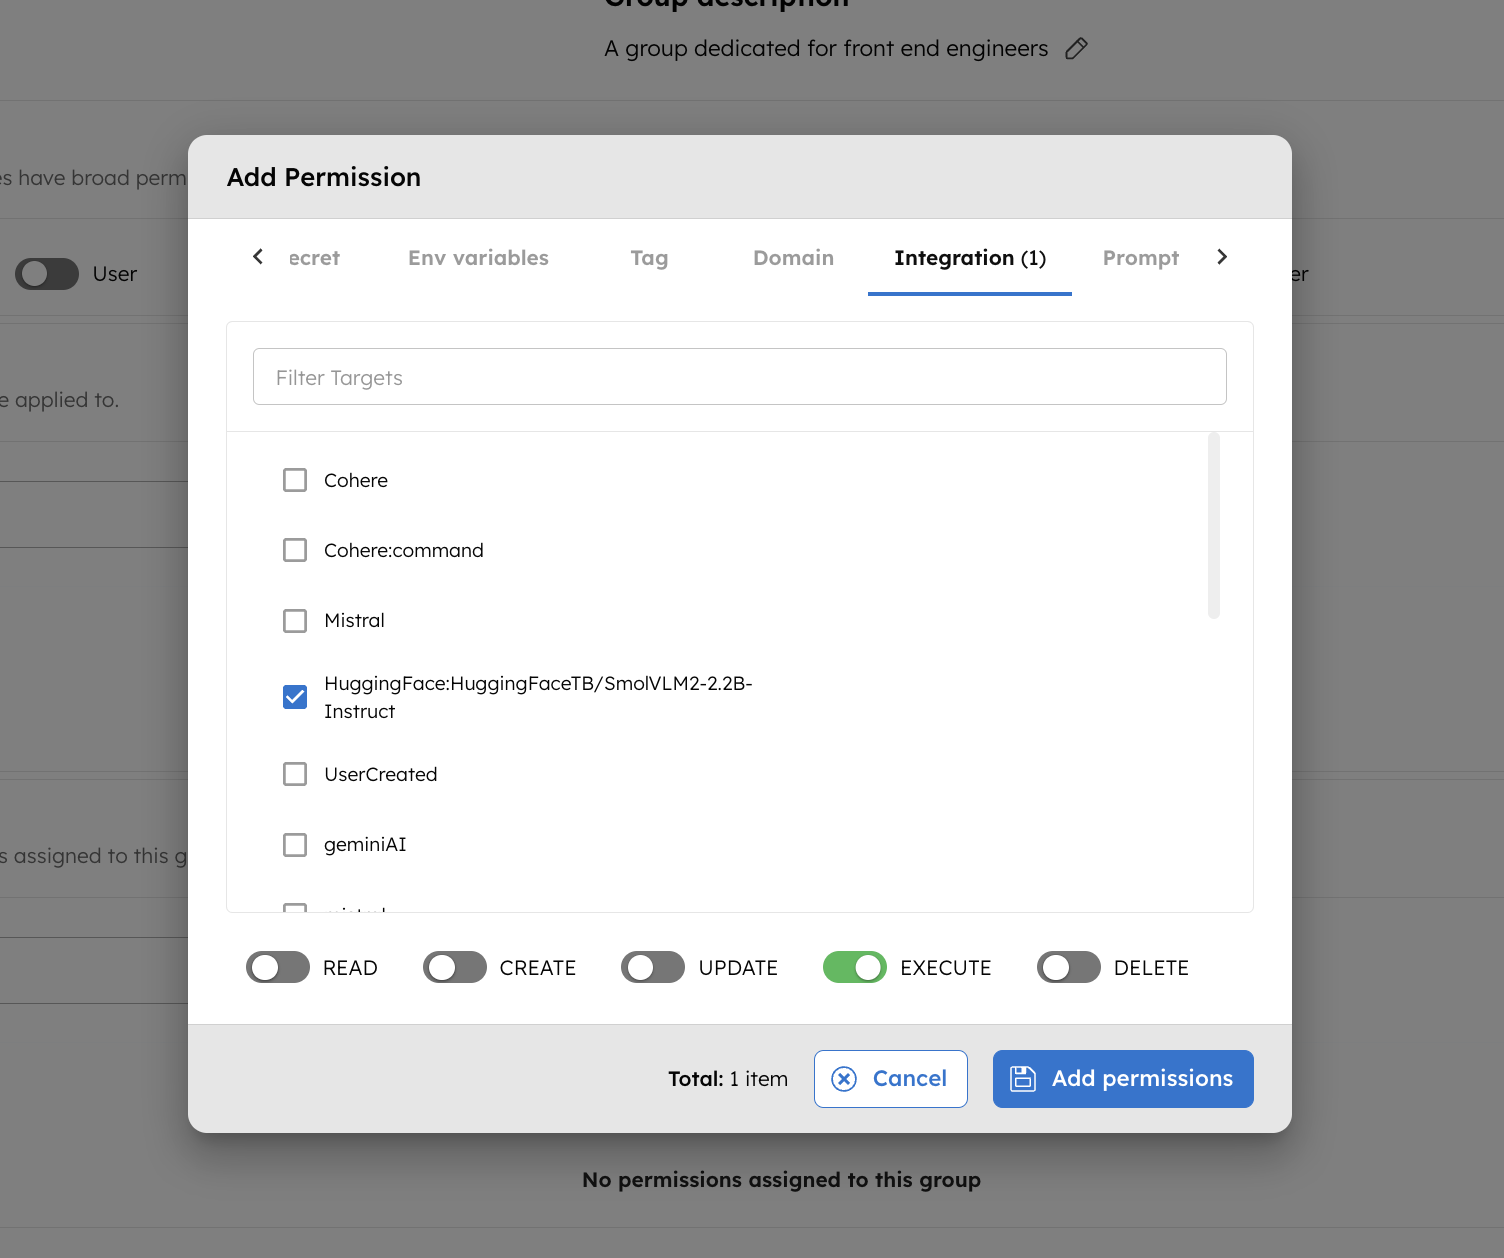 Group description
A group dedicated for front end engineers
es have broad perm
Add Permission
ecret
Env variables
Tag
Domain
Integration (1)
Prompt
User
er
Filter Targets
e applied to.
Cohere
Cohere:command
Mistral
HuggingFace:HuggingFaceTB/SmolVLM2-2.2B-
Instruct
UserCreated
geminiAI
s assigned to this g
mistral
READ
CREATE
UPDATE
EXECUTE
DELETE
Total: 1 item
Cancel
Add permissions
No permissions assigned to this group